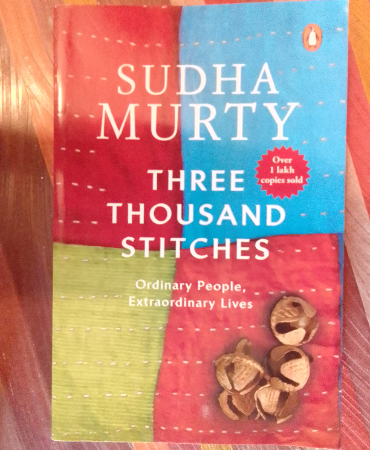 SUDHA
MURTY
Over
1 lakh
copies sold
THREE
THOUSAND
STITCHES
Ordinary People,
Extraordinary Lives